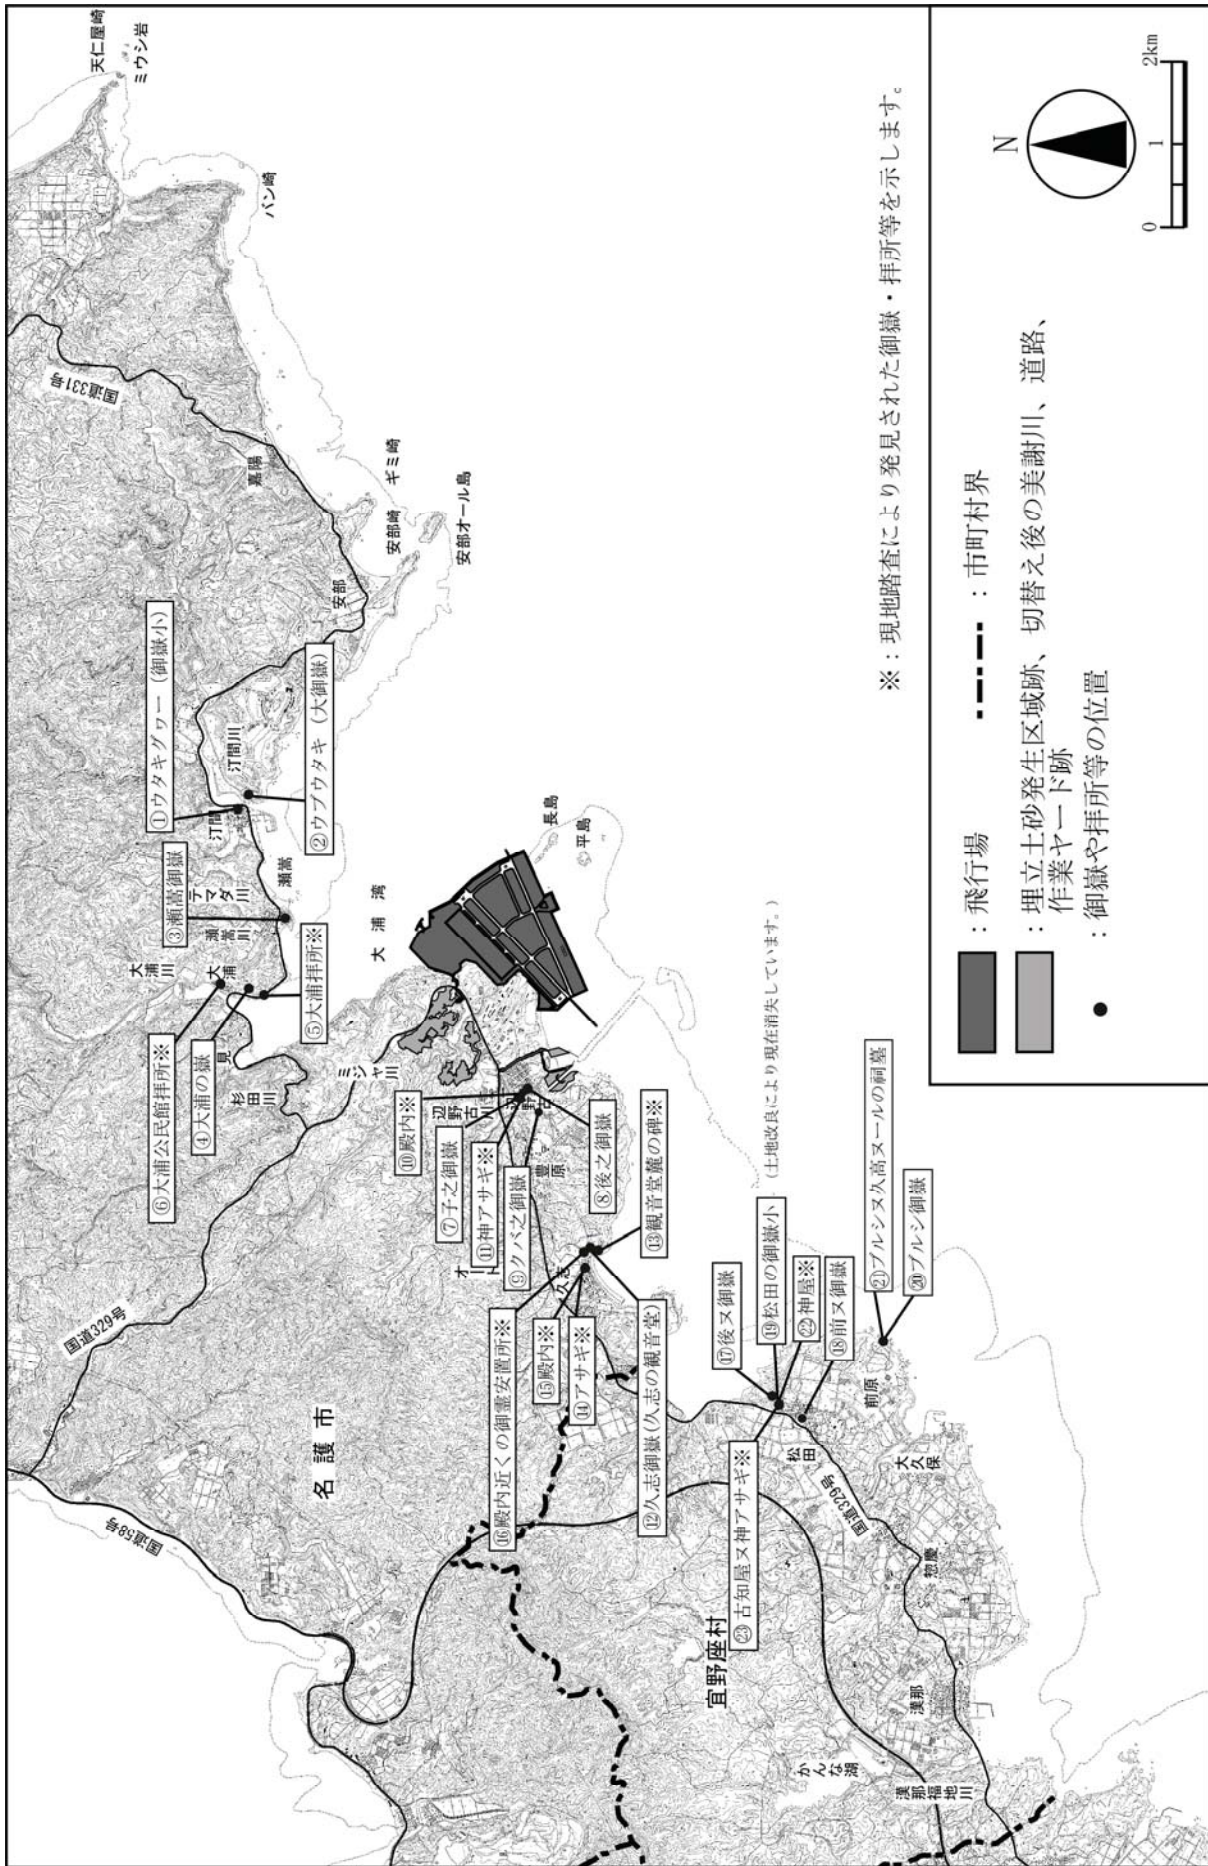 天仁屋崎
ミウシ岩
バン崎
国道331号
嘉陽
ギミ崎
安部崎
安部オール島
安部
①ウタキグヮー (御嶽小)
汀間川
②ウブウタキ (大御嶽)
汀間
③瀬嵩御嶽
テマダ川
瀬嵩
瀬嵩川
大浦川
大浦
⑤大浦拝所※
⑥大浦公民館拝所※
④大浦の嶽
見
杉田川
大浦湾
長島
平島
ミジャ川
⑩殿内※
辺野古川
辺野古
⑦子之御嶽
⑪神アサギ※
⑨クバ之御嶽
豊原
⑧後之御嶽
⑬観音堂麓の碑※
久志
⑯殿内近くの御霊安置所※
⑮殿内※
⑭アサギ※
⑫久志御嶽(久志の観音堂)
国道329号
名護市
国道58号
⑰後ヌ御嶽
⑲松田の御嶽小
(土地改良により現在消失しています。)
㉒神屋※
⑱前ヌ御嶽
㉑ブルシヌ久高ヌールの祠墓
⑳ブルシ御嶽
前原
松田
㉓古知屋ヌ神アサギ※
大久保
国道329号
惣慶
宜野座村
漢那
かんな湖
漢那福地川
※:現地踏査により発見された御嶽・拝所等を示します。
:飛行場
:市町村界
:埋立土砂発生区域跡、切替え後の美謝川、道路、
作業ヤード跡
:御嶽や拝所等の位置
N
0 1 2km